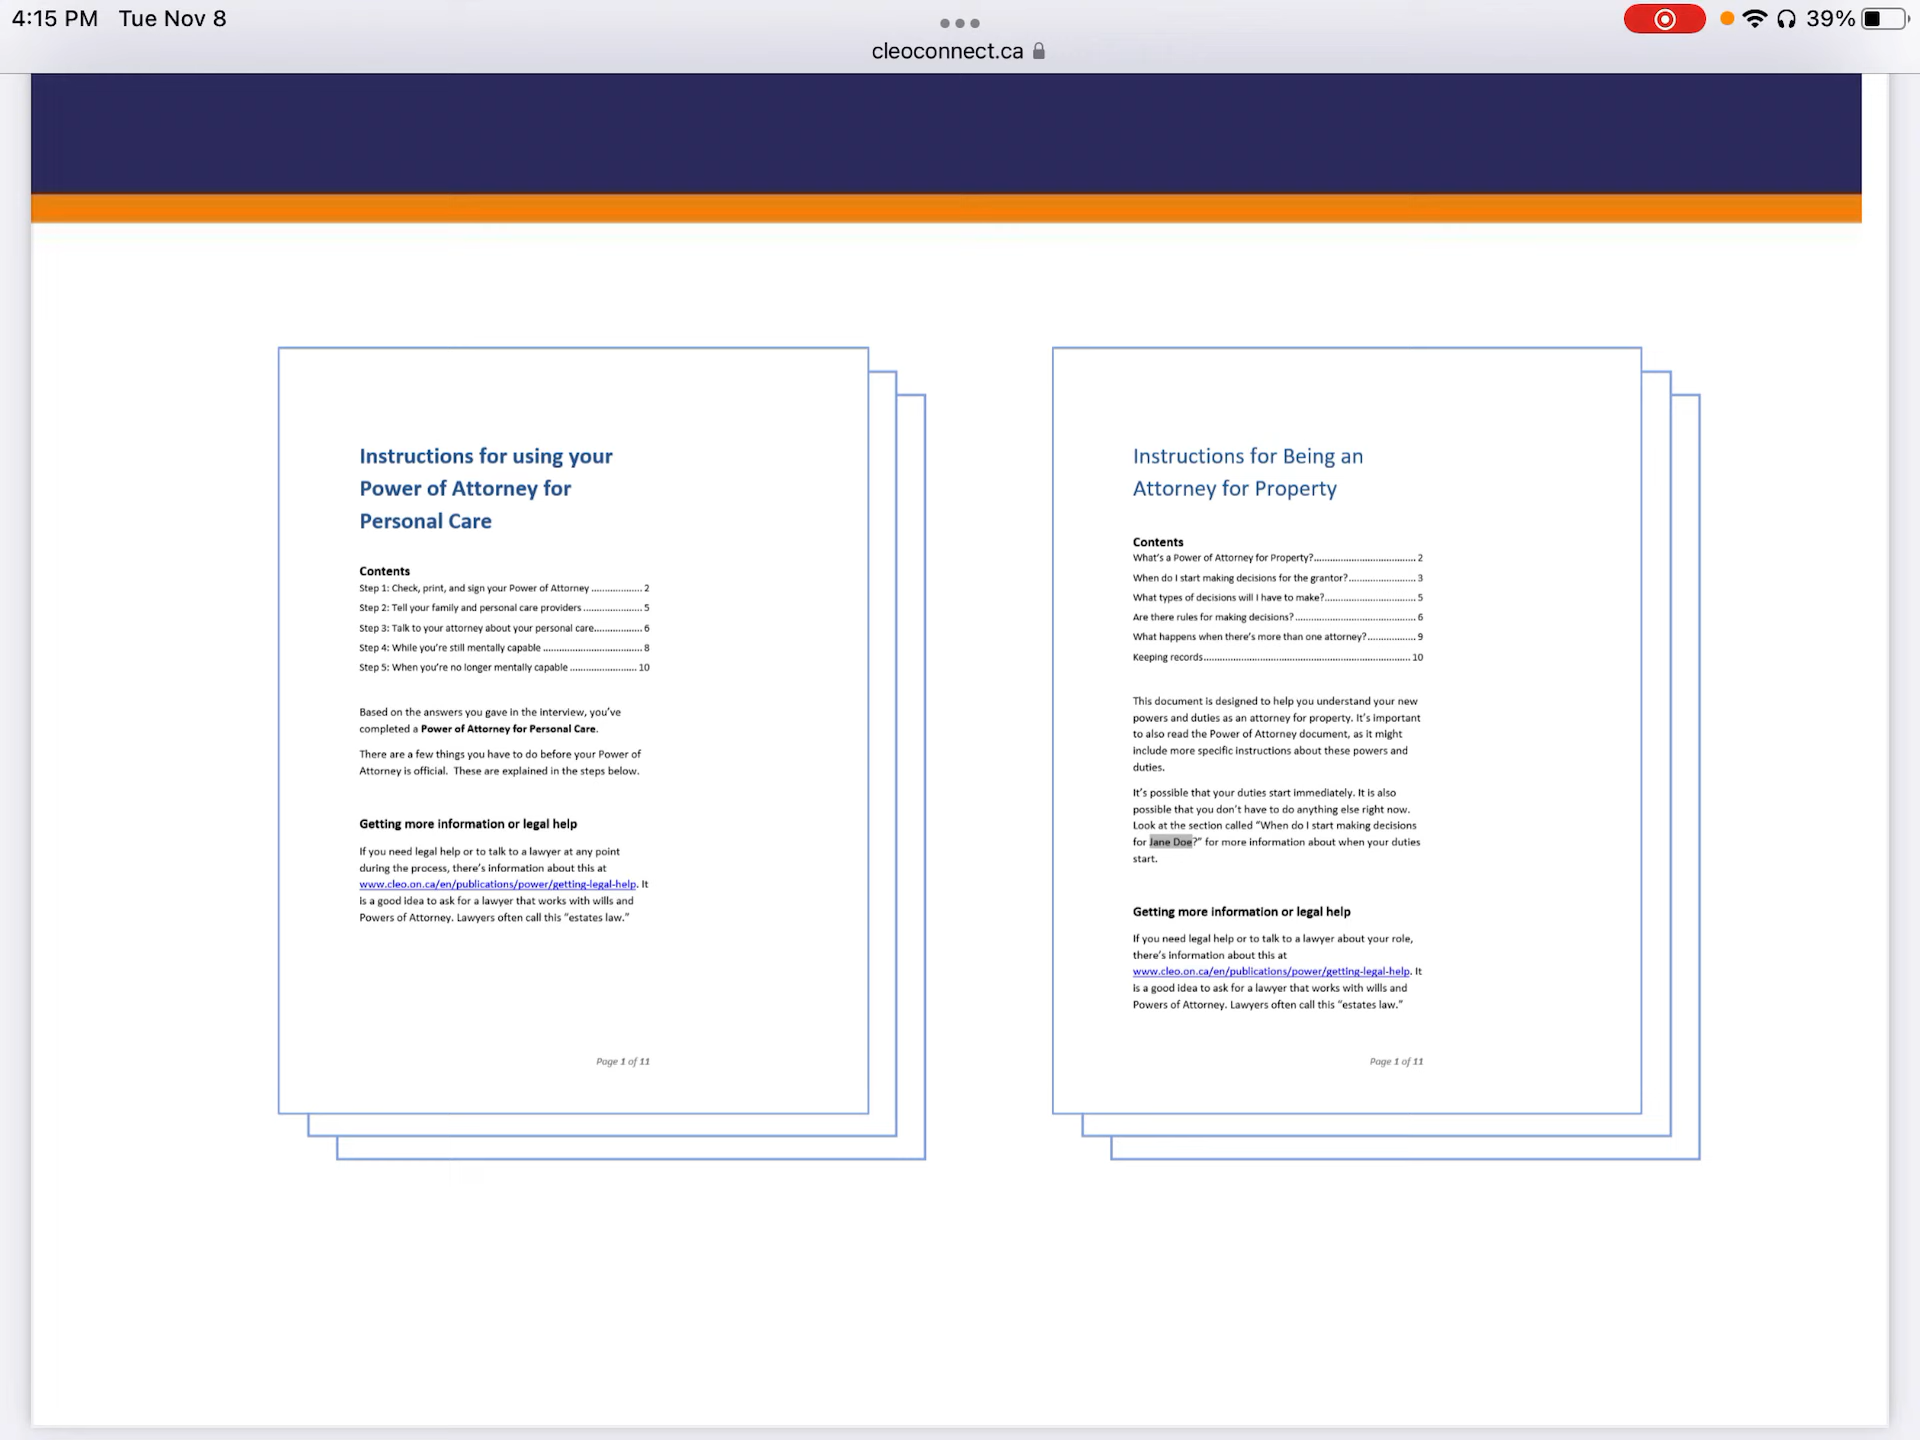 4:15 PM Tue Nov 8
39%
cleoconnect.ca
Instructions for using your
Power of Attorney for
Personal Care
Contents
Step 1: Check, print, and sign your Power of Attorney .................. 2
Step 2: Tell your family and personal care providers ..................... 5
Step 3: Talk to your attorney about your personal care................. 6
Step 4: While you're still mentally capable .................................... 8
Step 5: When you're no longer mentally capable ........................ 10
Based on the answers you gave in the interview, you've
completed a Power of Attorney for Personal Care.
There are a few things you have to do before your Power of
Attorney is official. These are explained in the steps below.
Getting more information or legal help
If you need legal help or to talk to a lawyer at any point
during the process, there's information about this at
www.cleo.on.ca/en/publications/power/getting-legal-help. It
is a good idea to ask for a lawyer that works with wills and
Powers of Attorney. Lawyers often call this "estates law."
Page 1 of 11
Instructions for Being an
Attorney for Property
Contents
What's a Power of Attorney for Property?..................................... 2
When do I start making decisions for the grantor?........................ 3
What types of decisions will I have to make?................................. 5
Are there rules for making decisions? ............................................ 6
What happens when there's more than one attorney?.................. 9
Keeping records............................................................................ 10
This document is designed to help you understand your new
powers and duties as an attorney for property. It's important
to also read the Power of Attorney document, as it might
include more specific instructions about these powers and
duties.
It's possible that your duties start immediately. It is also
possible that you don't have to do anything else right now.
Look at the section called "When do I start making decisions
for Jane Doe?" for more information about when your duties
start.
Getting more information or legal help
If you need legal help or to talk to a lawyer about your role,
there's information about this at
www.cleo.on.ca/en/publications/power/getting-legal-help. It
is a good idea to ask for a lawyer that works with wills and
Powers of Attorney. Lawyers often call this "estates law."
Page 1 of 11